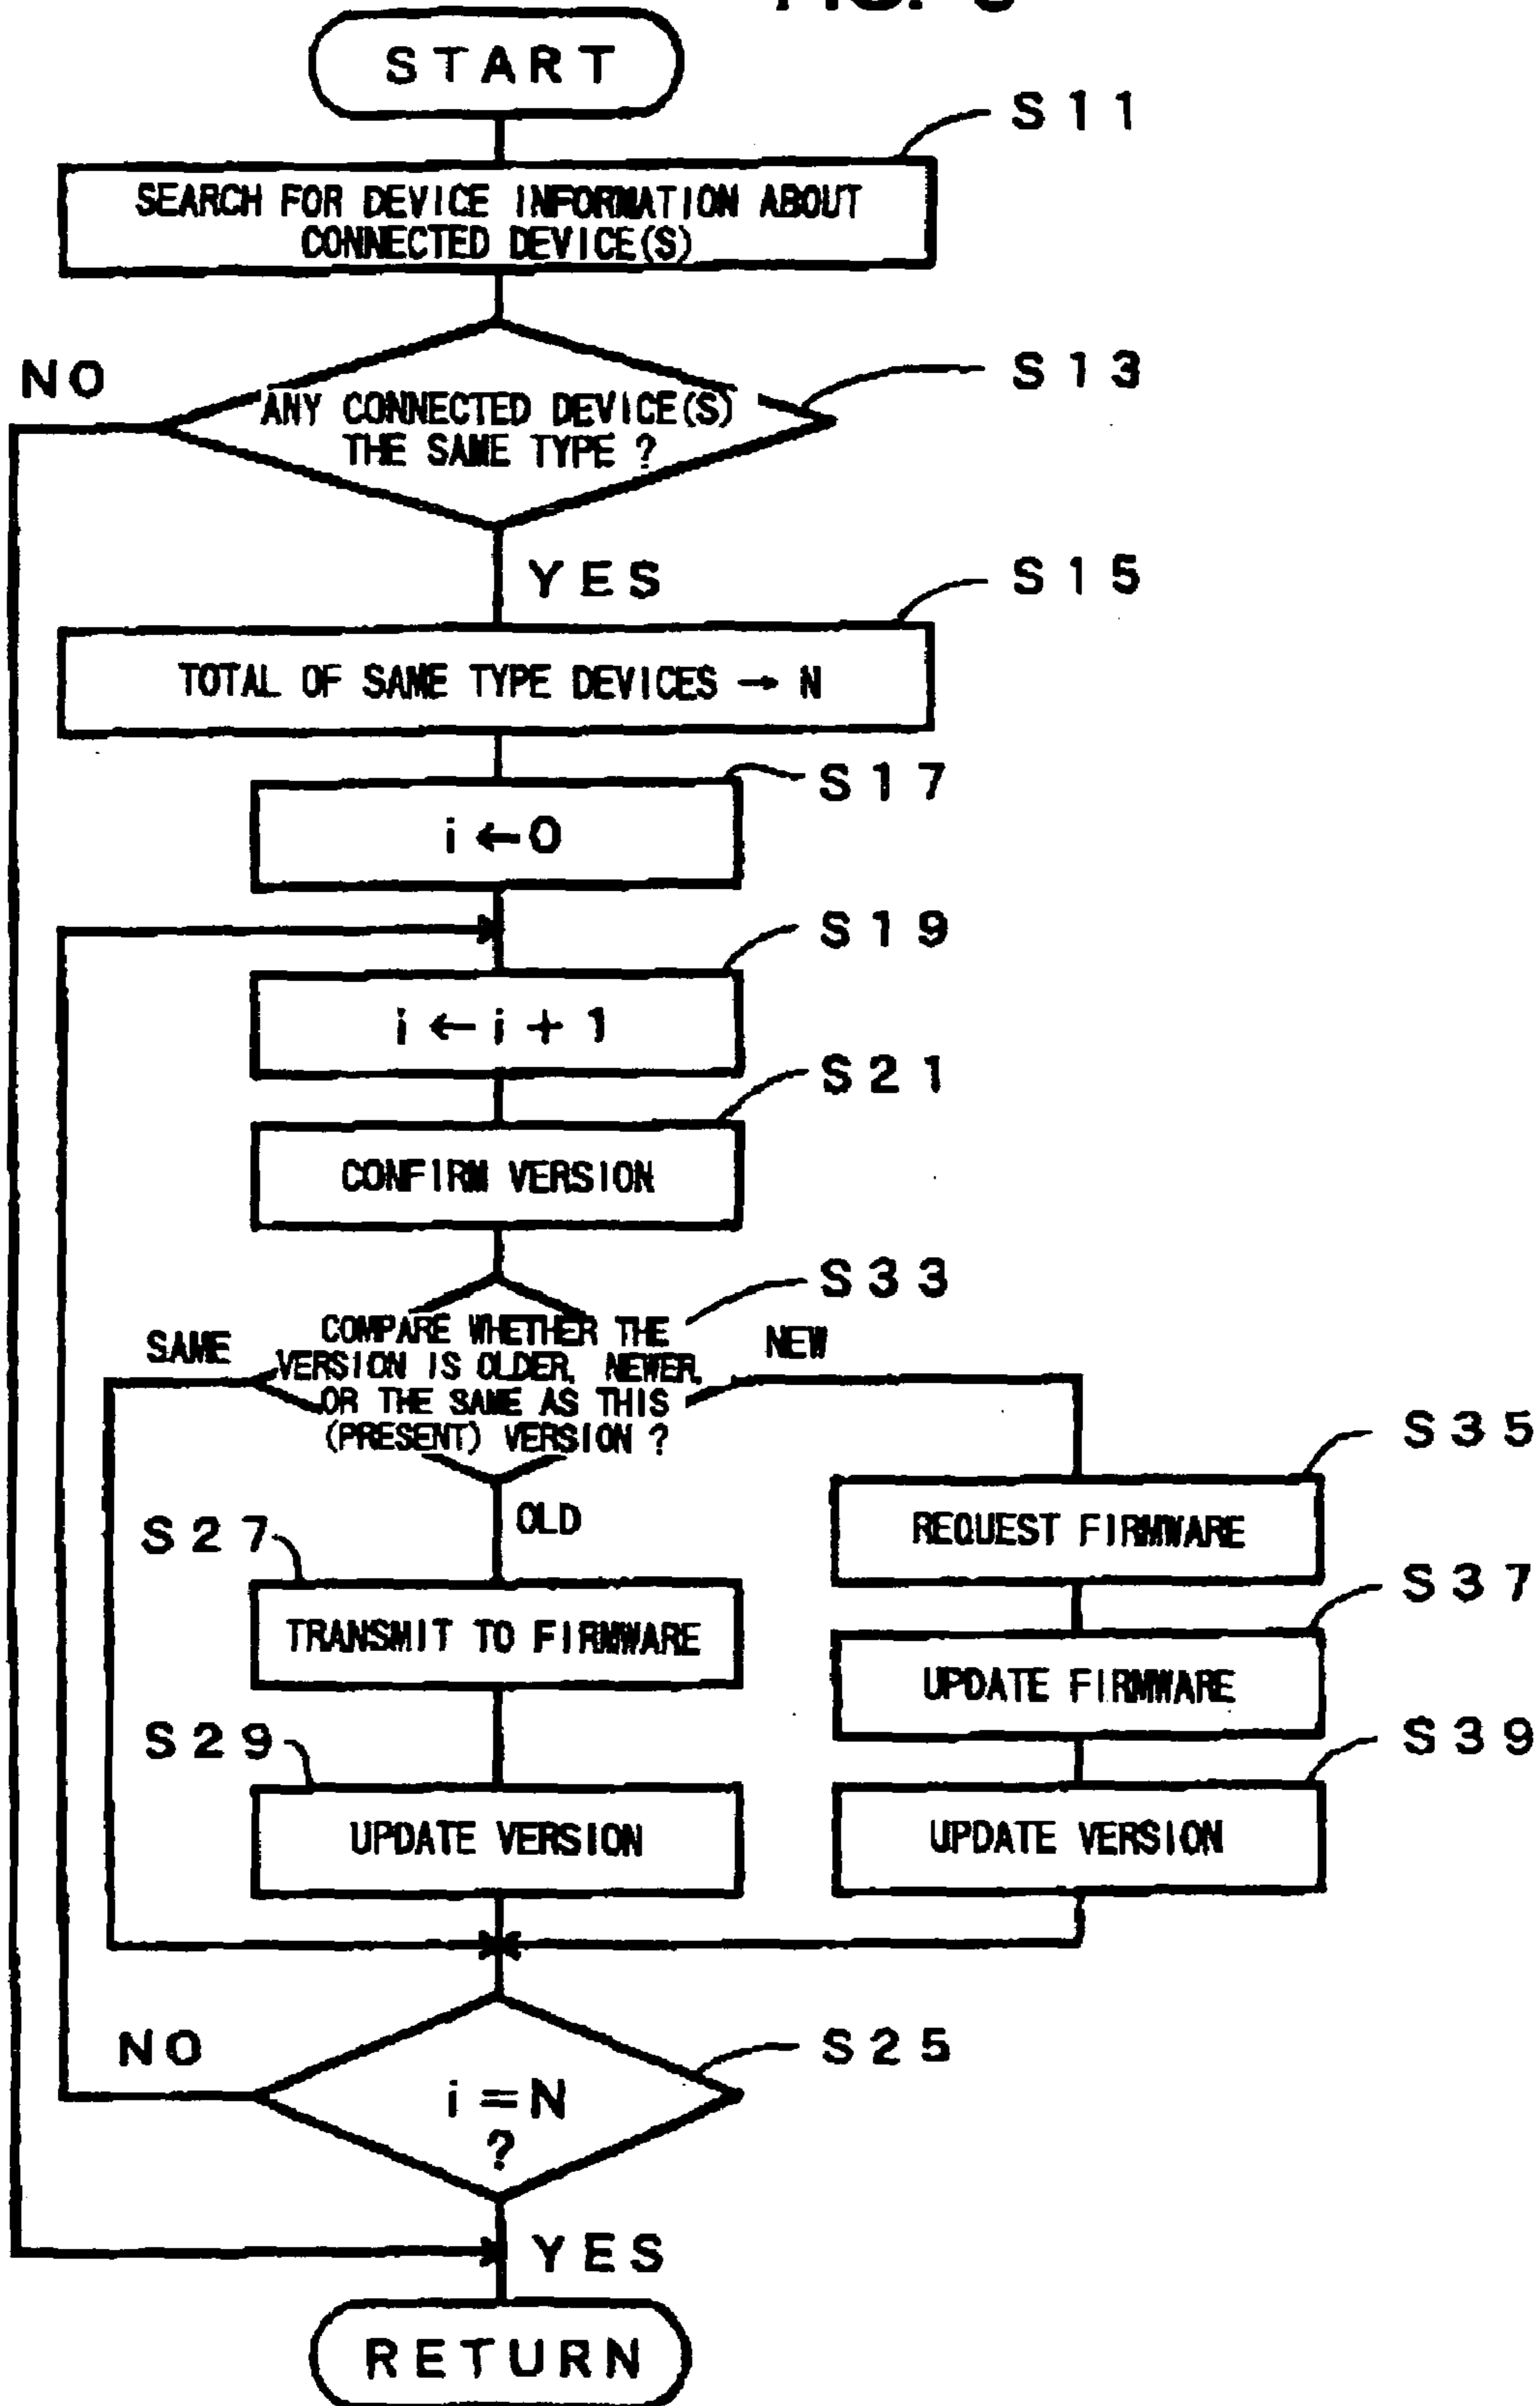 START
S11
SEARCH FOR DEVICE INFORMATION ABOUT
CONNECTED DEVICE(S)
NO
S13
ANY CONNECTED DEVICE(S)
THE SAME TYPE ?
YES
S15
TOTAL OF SAME TYPE DEVICES → N
S17
i ← 0
S19
i ← i + 1
S21
CONFIRM VERSION
S33
SAME
COMPARE WHETHER THE
VERSION IS OLDER, NEWER,
OR THE SAME AS THIS
(PRESENT) VERSION ?
NEW
OLD
S35
REQUEST FIRMWARE
S27
TRANSMIT TO FIRMWARE
S37
UPDATE FIRMWARE
S29
UPDATE VERSION
S39
UPDATE VERSION
NO
S25
i = N
?
YES
RETURN